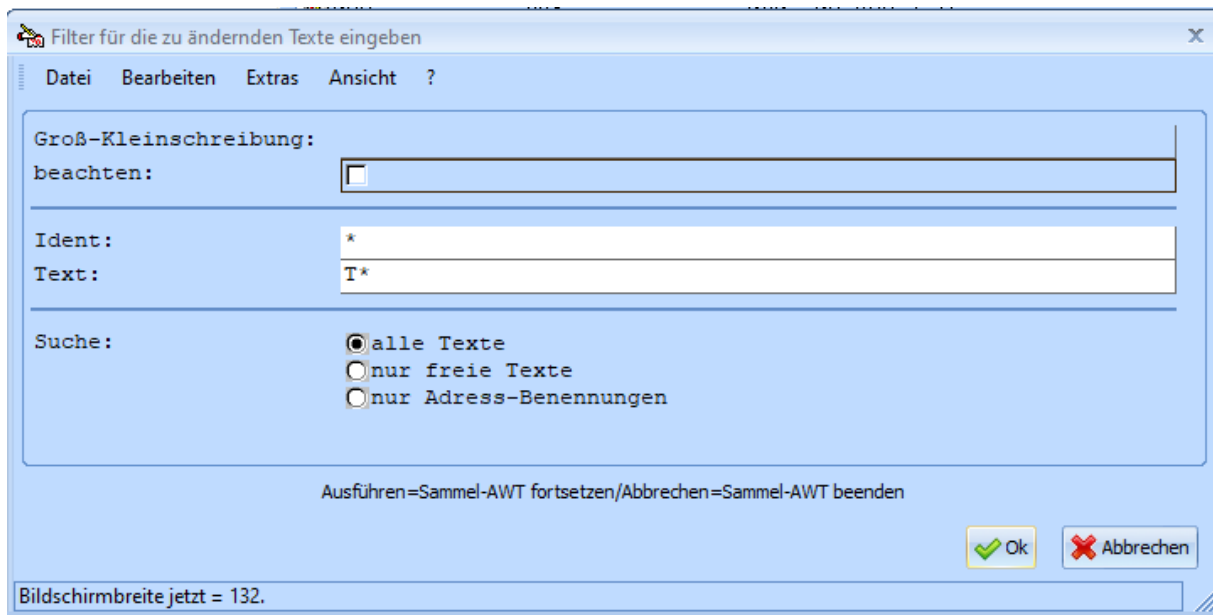 Filter für die zu ändernden Texte eingeben
Datei Bearbeiten Extras Ansicht ?
Groß-Kleinschreibung:
beachten:
Ident: *
Text: T*
Suche: alle Texte
nur freie Texte
nur Adress-Benennungen
Ausführen=Sammel-AWT fortsetzen/Abbrechen=Sammel-AWT beenden
Ok Abbrechen
Bildschirmbreite jetzt = 132.